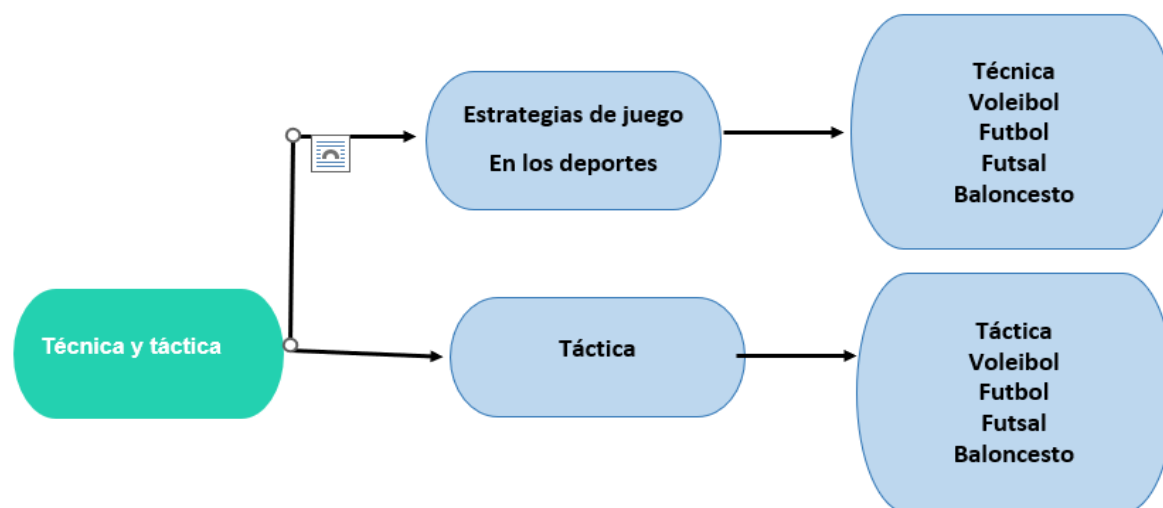 Técnica y táctica
Estrategias de juego
En los deportes
Técnica
Voleibol
Futbol
Futsal
Baloncesto
Táctica
Táctica
Voleibol
Futbol
Futsal
Baloncesto